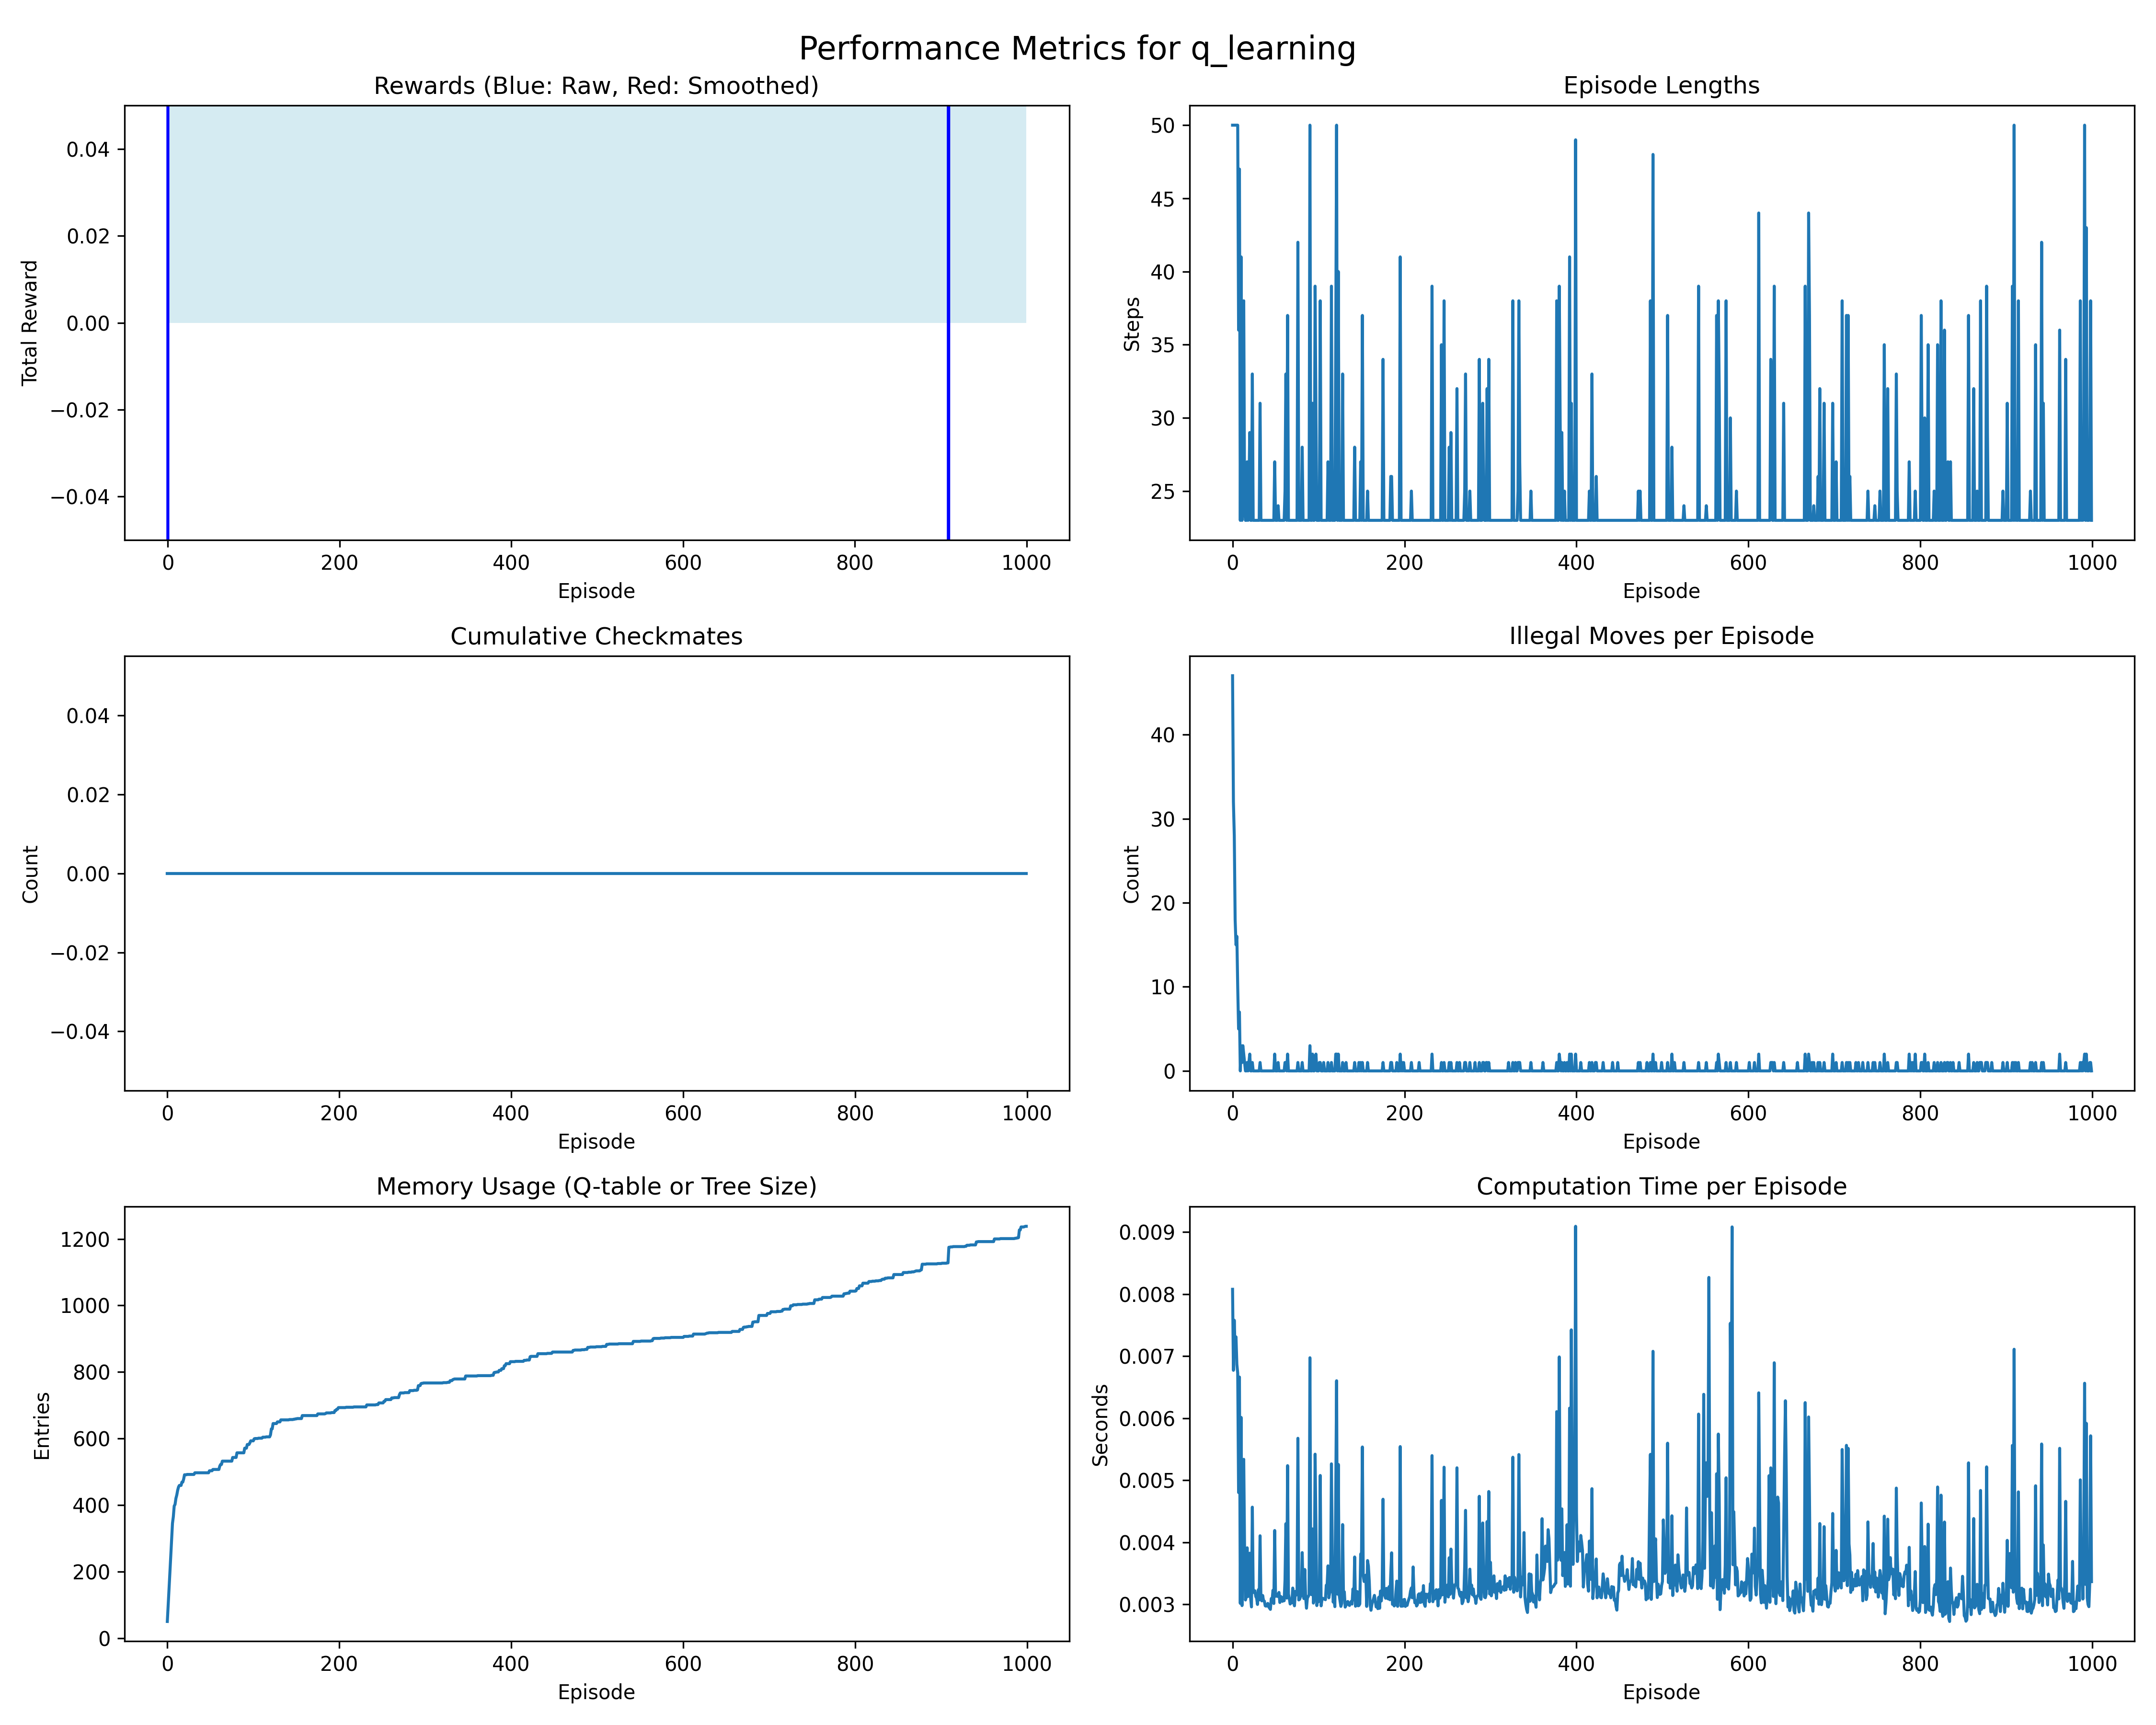 Performance Metrics for q_learning
Rewards (Blue: Raw, Red: Smoothed)
Total Reward
0.04
0.02
0.00
−0.02
−0.04
0 200 400 600 800 1000
Episode
Episode Lengths
Steps
50
45
40
35
30
25
0 200 400 600 800 1000
Episode
Cumulative Checkmates
Count
0.04
0.02
0.00
−0.02
−0.04
0 200 400 600 800 1000
Episode
Illegal Moves per Episode
Count
40
30
20
10
0
0 200 400 600 800 1000
Episode
Memory Usage (Q-table or Tree Size)
Entries
1200
1000
800
600
400
200
0
0 200 400 600 800 1000
Episode
Computation Time per Episode
Seconds
0.009
0.008
0.007
0.006
0.005
0.004
0.003
0 200 400 600 800 1000
Episode